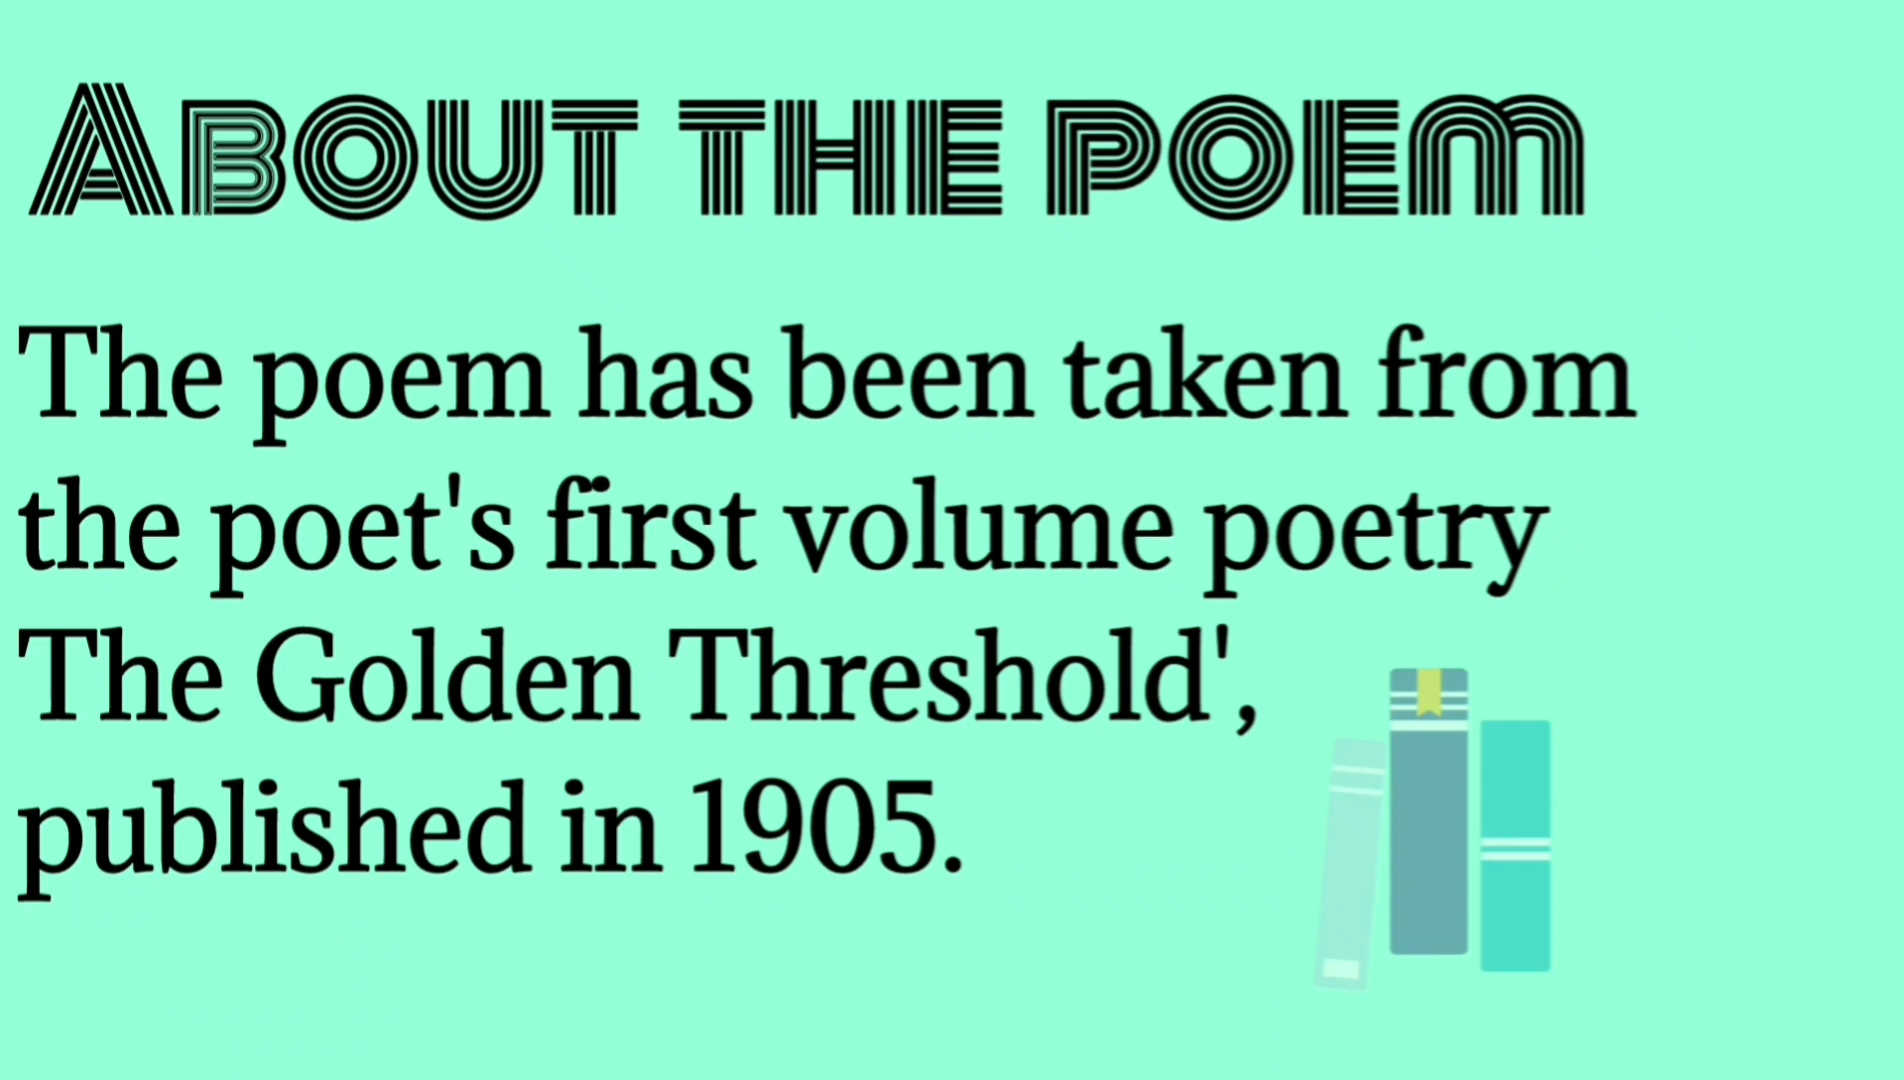 About the poem
The poem has been taken from
the poet's first volume poetry
The Golden Threshold',
published in 1905.